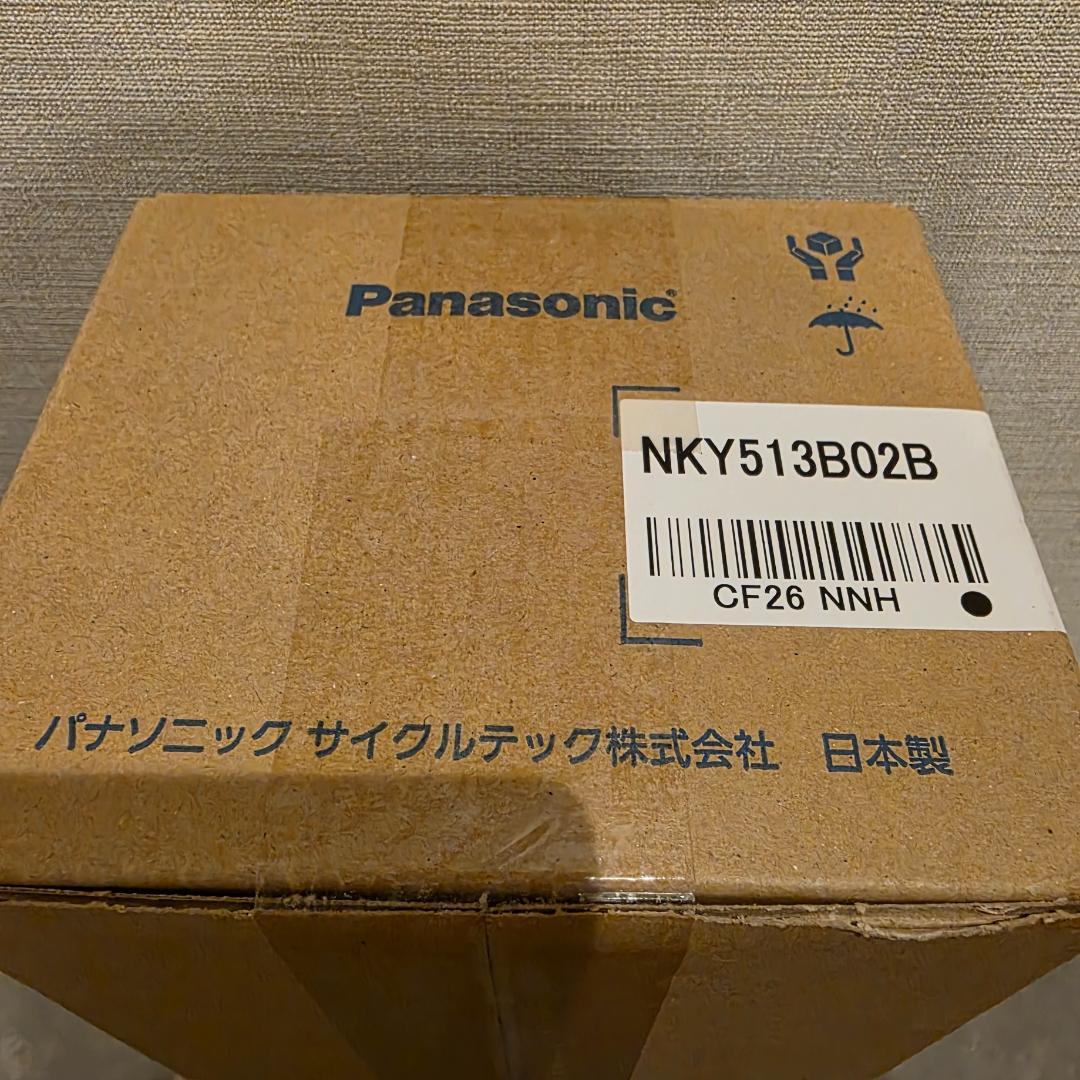 Panasonic®
NKY513B02B
CF26 NNH
パナソニック サイクルテック株式会社 日本製